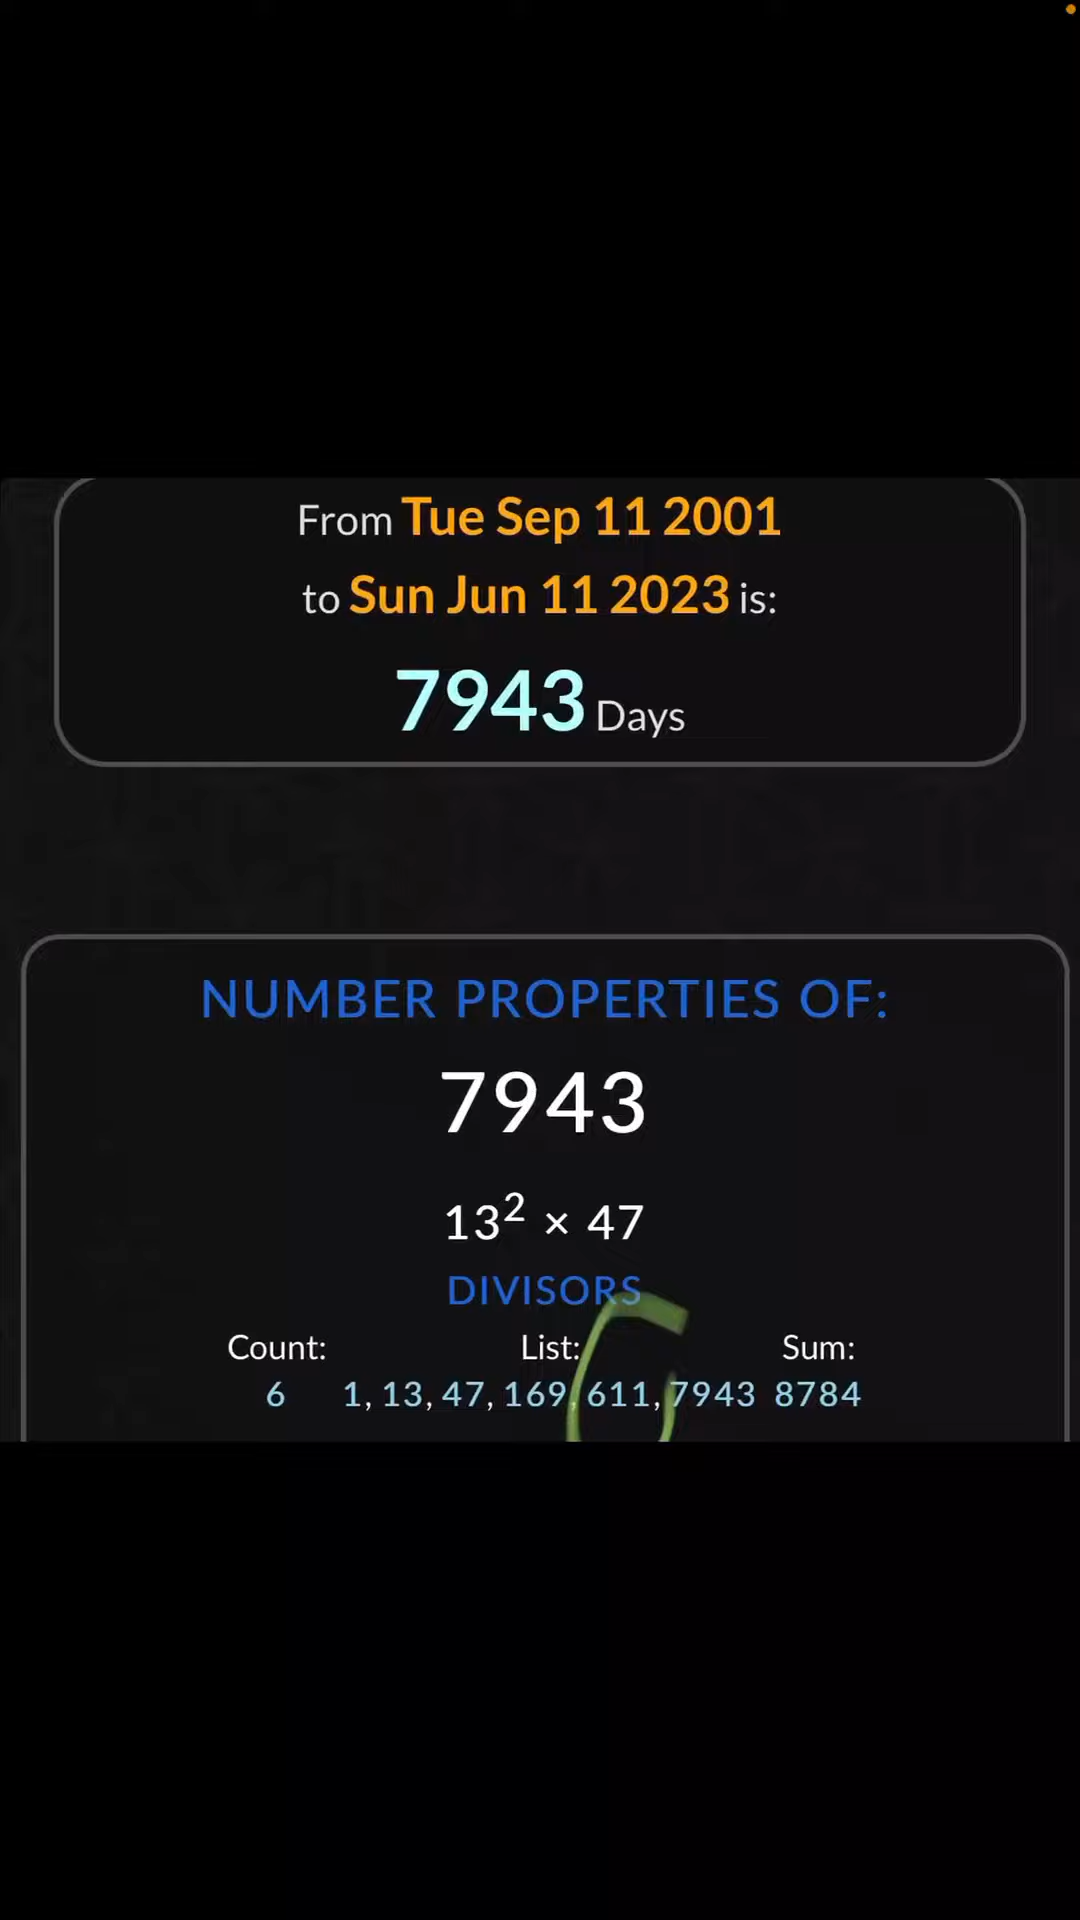 From Tue Sep 11 2001
to Sun Jun 11 2023 is:
7943 Days
NUMBER PROPERTIES OF:
7943
13² × 47
DIVISORS
Count: List: Sum:
6 1, 13, 47, 169, 611, 7943 8784